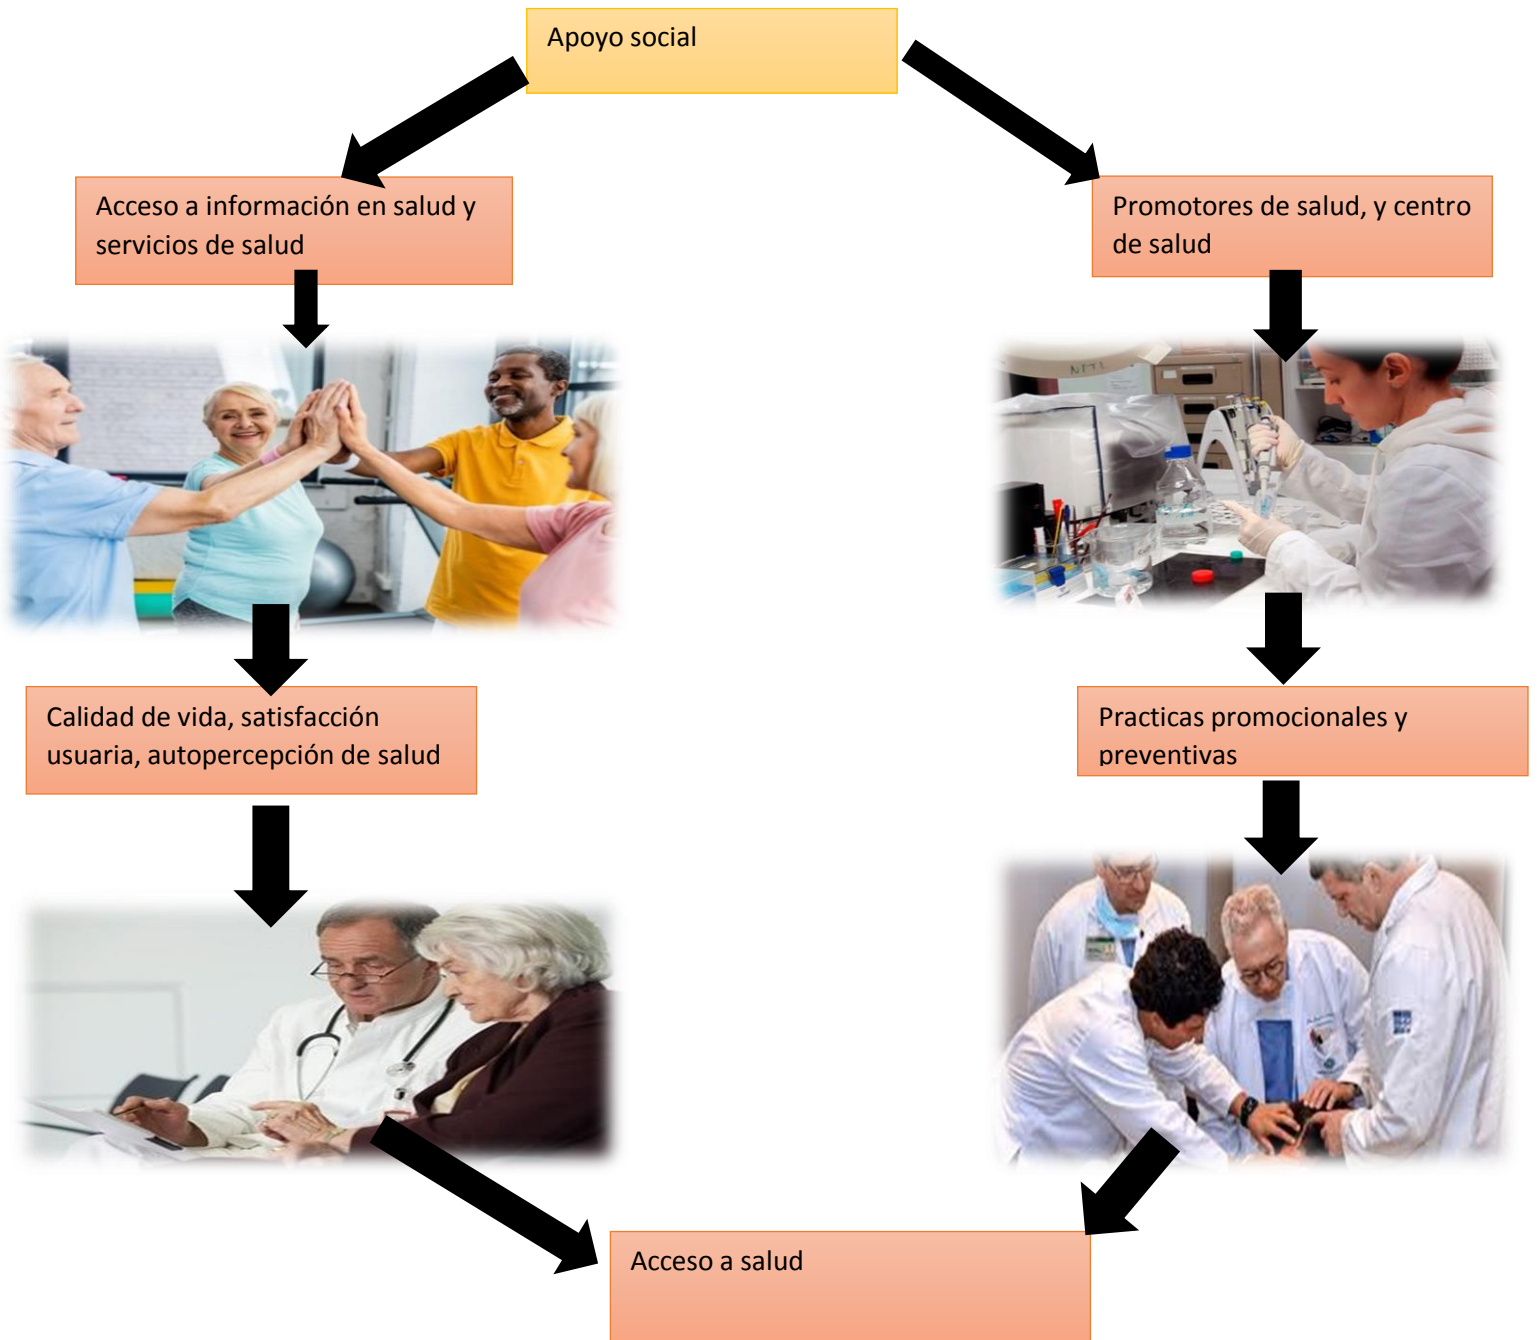 Apoyo social
Acceso a información en salud y
servicios de salud
Promotores de salud, y centro
de salud
Calidad de vida, satisfacción
usuaria, autopercepción de salud
Practicas promocionales y
preventivas
Acceso a salud